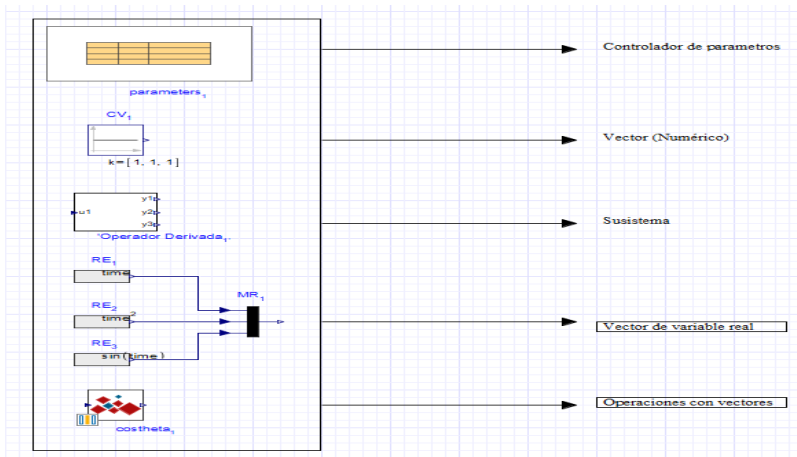 Controlador de parametros
parameters₁
CV₁
Vector (Numérico)
k=[1, 1, 1]
u1
y1
y2
y3
Susistema
'Operador Derivada₁'
RE₁
time
RE₂
time²
MR₁
Vector de variable real
RE₃
sin(time)
Operaciones con vectores
costheta₁